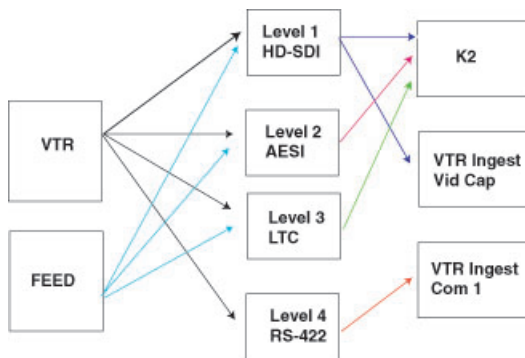 VTR
FEED
Level 1
HD-SDI
Level 2
AESI
Level 3
LTC
Level 4
RS-422
K2
VTR Ingest
Vid Cap
VTR Ingest
Com 1